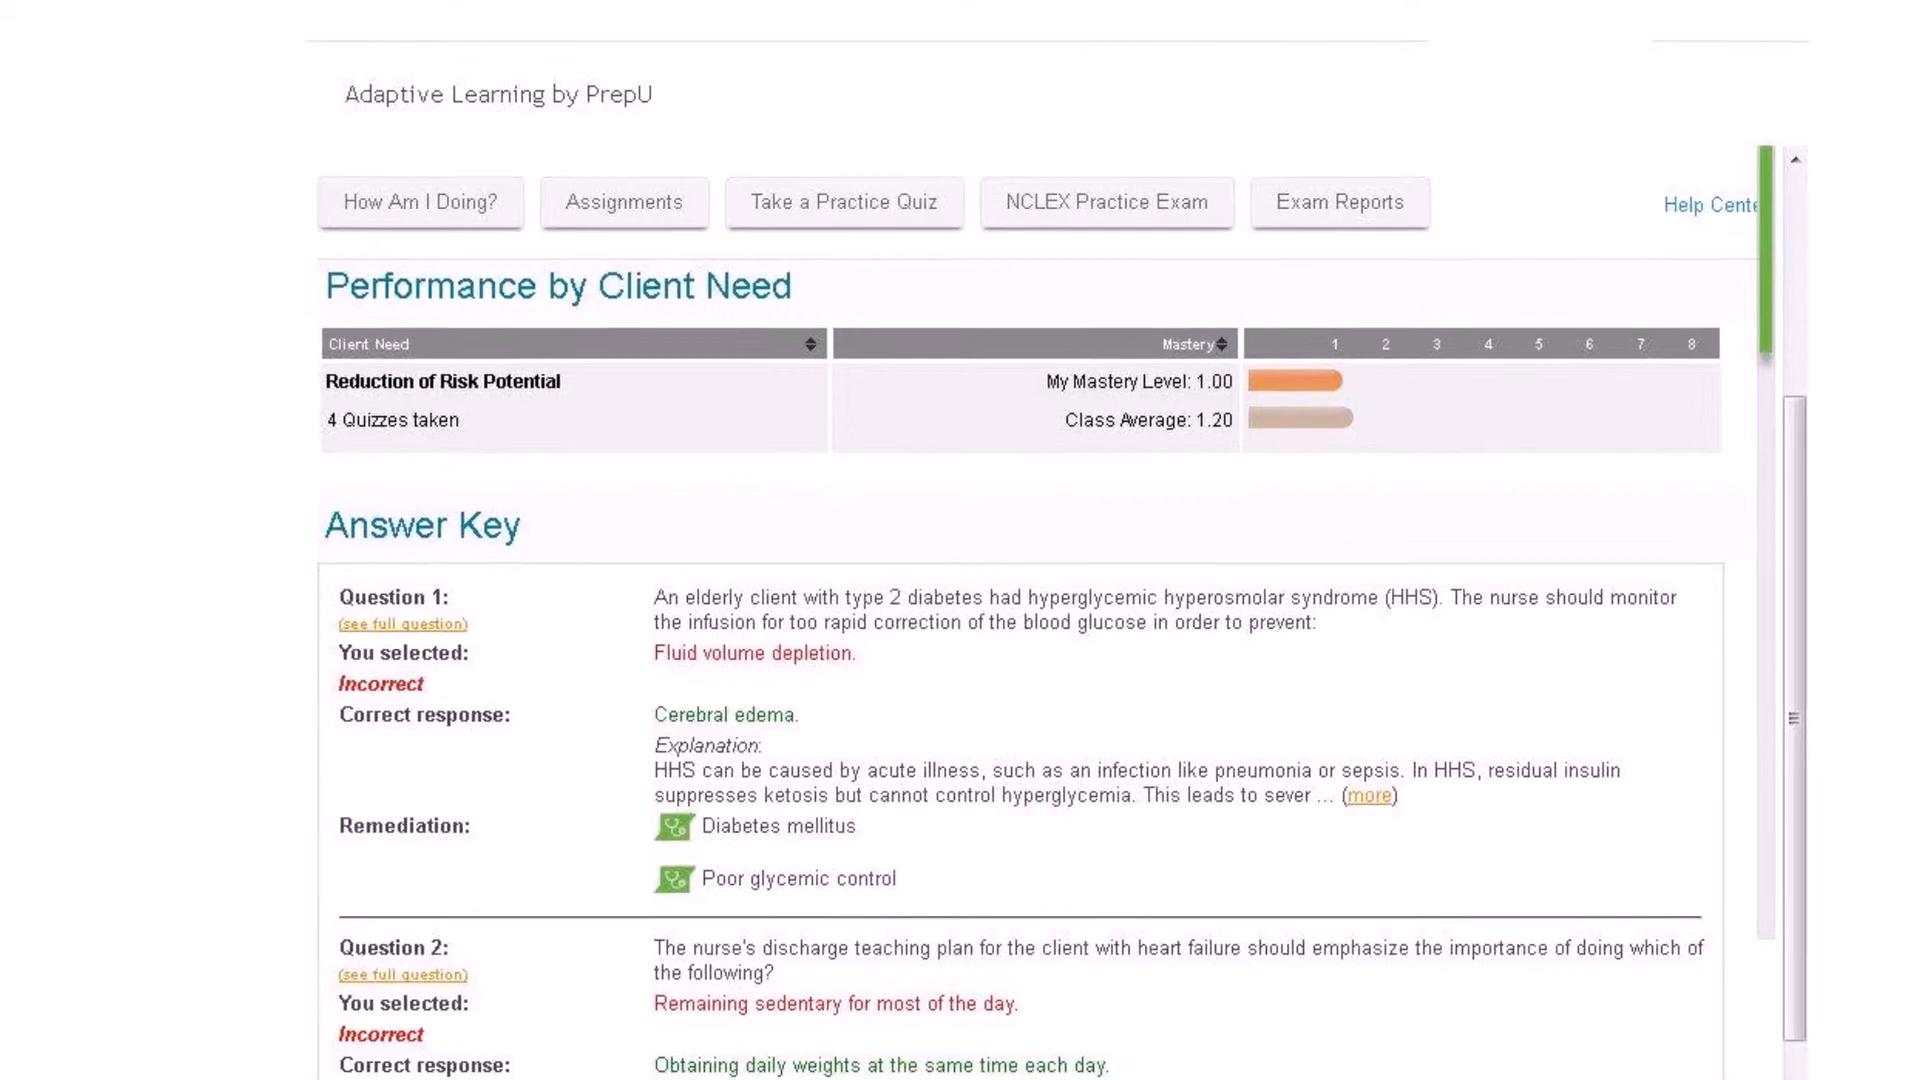 Adaptive Learning by PrepU
How Am I Doing? Assignments Take a Practice Quiz NCLEX Practice Exam Exam Reports Help Cente
Performance by Client Need
Client Need Mastery 1 2 3 4 5 6 7 8
Reduction of Risk Potential My Mastery Level: 1.00
4 Quizzes taken Class Average: 1.20
Answer Key
Question 1: An elderly client with type 2 diabetes had hyperglycemic hyperosmolar syndrome (HHS). The nurse should monitor
(see full question) the infusion for too rapid correction of the blood glucose in order to prevent:
You selected: Fluid volume depletion.
Incorrect
Correct response: Cerebral edema.
Explanation:
HHS can be caused by acute illness, such as an infection like pneumonia or sepsis. In HHS, residual insulin
suppresses ketosis but cannot control hyperglycemia. This leads to sever ... (more)
Remediation: Diabetes mellitus
Poor glycemic control
Question 2: The nurse's discharge teaching plan for the client with heart failure should emphasize the importance of doing which of
(see full question) the following?
You selected: Remaining sedentary for most of the day.
Incorrect
Correct response: Obtaining daily weights at the same time each day.